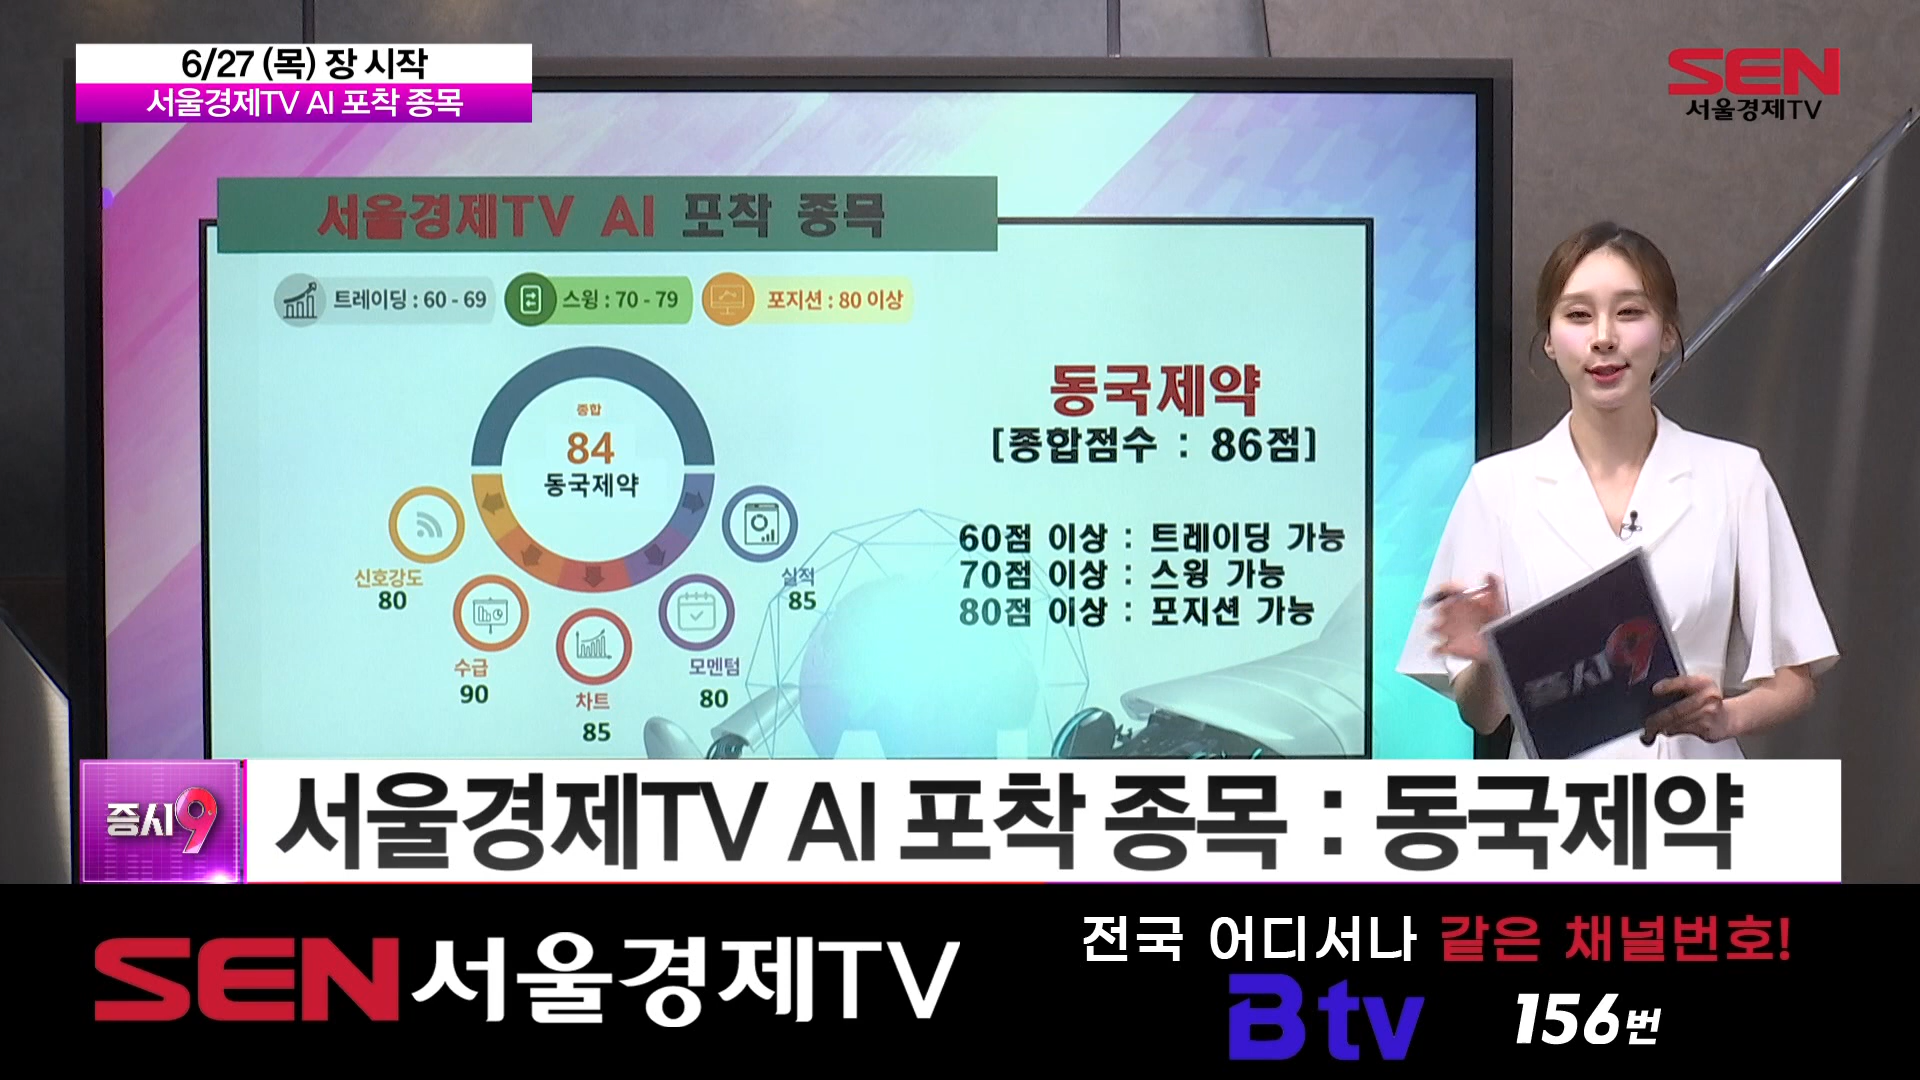 6/27 (목) 장 시작
서울경제TV AI 포착 종목
SEN
서울경제TV
서울경제TV AI 포착 종목
트레이딩 : 60 - 69
스윙 : 70 - 79
포지션 : 80 이상
종합
84
동국제약
신호강도
80
수급
90
차트
85
모멘텀
80
실적
85
동국제약
[종합점수 : 86점]
60점 이상 : 트레이딩 가능
70점 이상 : 스윙 가능
80점 이상 : 포지션 가능
증시9
증시9
서울경제TV AI 포착 종목 : 동국제약
SEN 서울경제TV
전국 어디서나 같은 채널번호!
B tv
156번